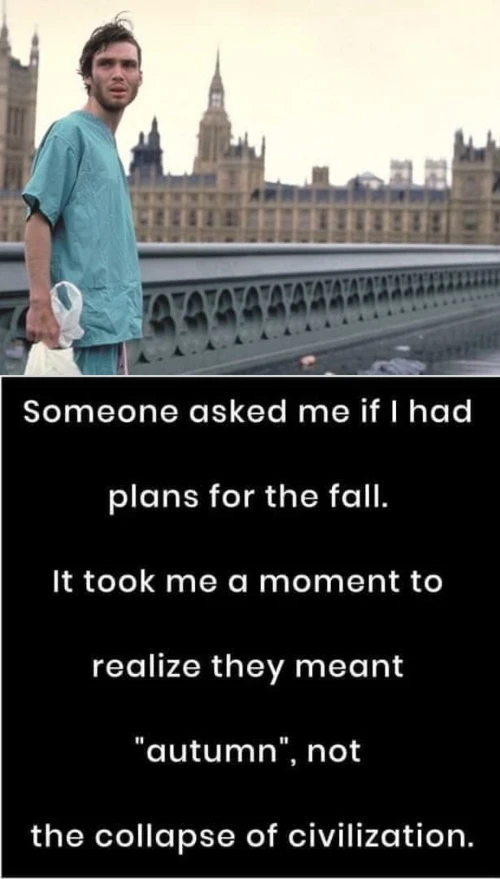 Someone asked me if I had
plans for the fall.
It took me a moment to
realize they meant
"autumn", not
the collapse of civilization.